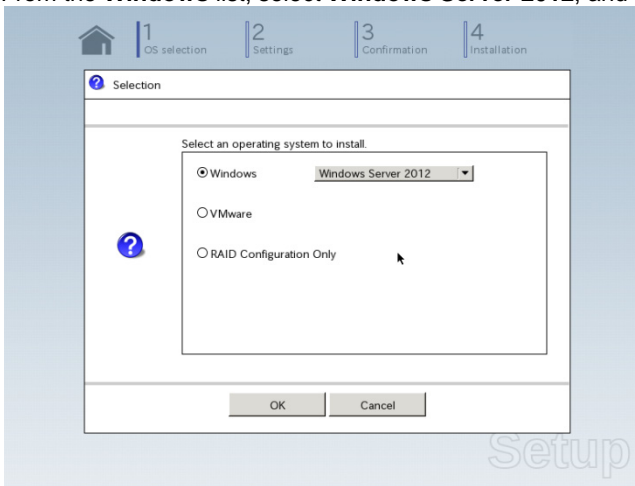 From the Windows list, select Windows Server 2012, and
1 2 3 4
OS selection Settings Confirmation Installation
Selection
Select an operating system to install.
Windows Windows Server 2012
VMware
RAID Configuration Only
OK Cancel
Setup